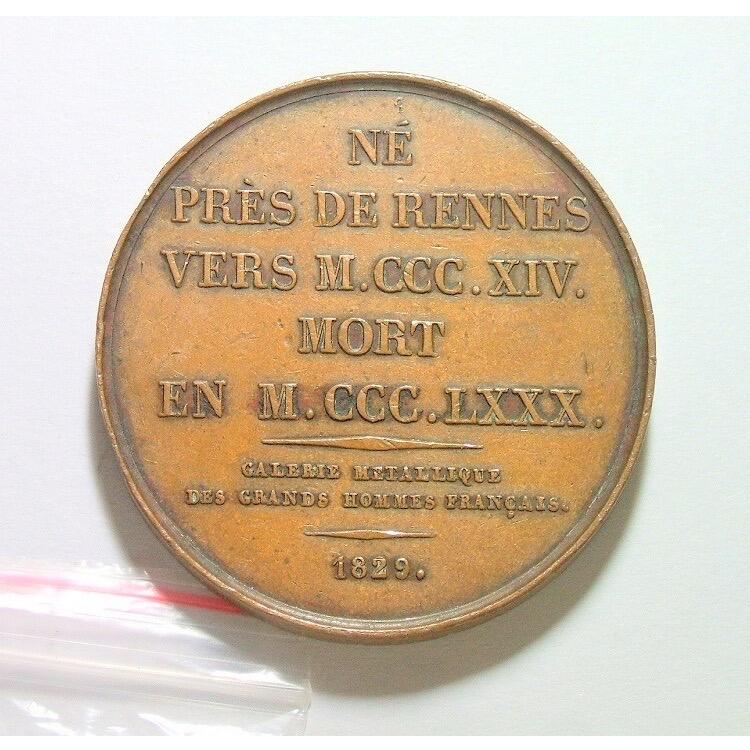 NÉ
PRÈS DE RENNES
VERS M.CCC.XIV.
MORT
EN M.CCC.LXXX.
GALERIE METALLIQUE
DES GRANDS HOMMES FRANÇAIS.
1829.